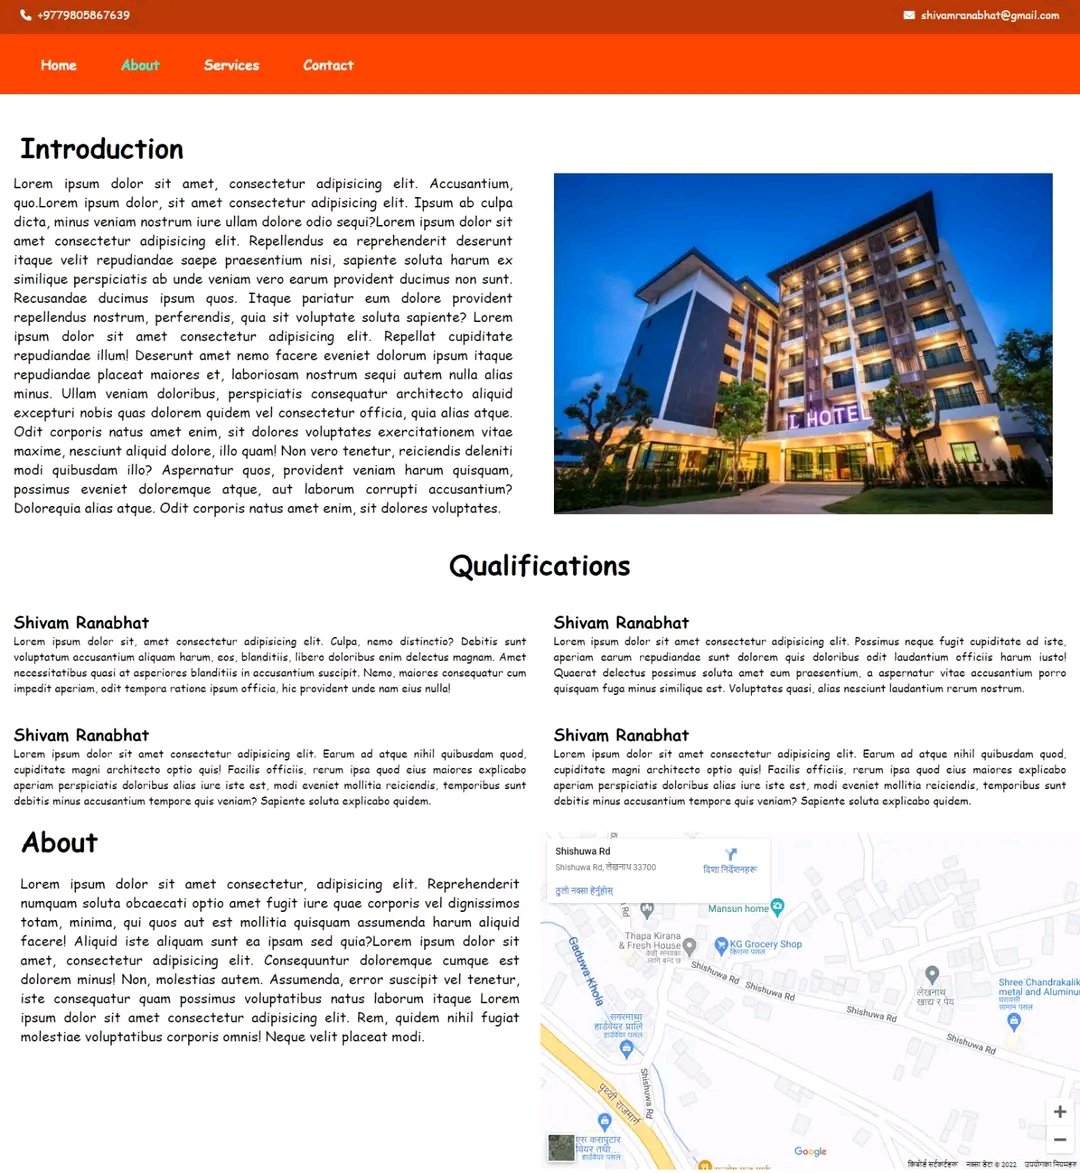 +9779805867639
shivamranabhat@gmail.com
Home About Services Contact
Introduction
Lorem ipsum dolor sit amet, consectetur adipisicing elit. Accusantium,
quo.Lorem ipsum dolor, sit amet consectetur adipisicing elit. Ipsum ab culpa
dicta, minus veniam nostrum iure ullam dolore odio sequi?Lorem ipsum dolor sit
amet consectetur adipisicing elit. Repellendus ea reprehenderit deserunt
itaque velit repudiandae saepe praesentium nisi, sapiente soluta harum ex
similique perspiciatis ab unde veniam vero earum provident ducimus non sunt.
Recusandae ducimus ipsum quos. Itaque pariatur eum dolore provident
repellendus nostrum, perferendis, quia sit voluptate soluta sapiente? Lorem
ipsum dolor sit amet consectetur adipisicing elit. Repellat cupiditate
repudiandae illum! Deserunt amet nemo facere eveniet dolorum ipsum itaque
repudiandae placeat maiores et, laboriosam nostrum sequi autem nulla alias
minus. Ullam veniam doloribus, perspiciatis consequatur architecto aliquid
excepturi nobis quas dolorem quidem vel consectetur officia, quia alias atque.
Odit corporis natus amet enim, sit dolores voluptates exercitationem vitae
maxime, nesciunt aliquid dolore, illo quam! Non vero tenetur, reiciendis deleniti
modi quibusdam illo? Aspernatur quos, provident veniam harum quisquam,
possimus eveniet doloremque atque, aut laborum corrupti accusantium?
Dolorequia alias atque. Odit corporis natus amet enim, sit dolores voluptates.
HOTEL
Qualifications
Shivam Ranabhat
Lorem ipsum dolor sit, amet consectetur adipisicing elit. Culpa, nemo distinctio? Debitis sunt
voluptatum accusantium aliquam harum, eos, blanditiis, libero doloribus enim delectus magnam. Amet
necessitatibus quasi at asperiores blanditiis in accusantium suscipit. Nemo, maiores consequatur cum
impedit aperiam, odit tempora ratione ipsum officia, hic provident unde nam eius nulla!
Shivam Ranabhat
Lorem ipsum dolor sit amet consectetur adipisicing elit. Possimus neque fugit cupiditate ad iste,
aperiam earum repudiandae sunt dolorem quis doloribus odit laudantium officiis harum iusto!
Quaerat delectus possimus soluta amet eum praesentium, a aspernatur vitae accusantium porro
quisquam fuga minus similique est. Voluptates quasi, alias nesciunt laudantium rerum nostrum.
Shivam Ranabhat
Lorem ipsum dolor sit amet consectetur adipisicing elit. Earum ad atque nihil quibusdam quod,
cupiditate magni architecto optio quis! Facilis officiis, rerum ipsa quod eius maiores explicabo
aperiam perspiciatis doloribus alias iure iste est, modi eveniet mollitia reiciendis, temporibus sunt
debitis minus accusantium tempore quis veniam? Sapiente soluta explicabo quidem.
Shivam Ranabhat
Lorem ipsum dolor sit amet consectetur adipisicing elit. Earum ad atque nihil quibusdam quod,
cupiditate magni architecto optio quis! Facilis officiis, rerum ipsa quod eius maiores explicabo
aperiam perspiciatis doloribus alias iure iste est, modi eveniet mollitia reiciendis, temporibus sunt
debitis minus accusantium tempore quis veniam? Sapiente soluta explicabo quidem.
About
Lorem ipsum dolor sit amet consectetur, adipisicing elit. Reprehenderit
numquam soluta obcaecati optio amet fugit iure quae corporis vel dignissimos
totam, minima, qui quos aut est mollitia quisquam assumenda harum aliquid
facere! Aliquid iste aliquam sunt ea ipsam sed quia?Lorem ipsum dolor sit
amet, consectetur adipisicing elit. Consequuntur doloremque cumque est
dolorem minus! Non, molestias autem. Assumenda, error suscipit vel tenetur,
iste consequatur quam possimus voluptatibus natus laborum itaque Lorem
ipsum dolor sit amet consectetur adipisicing elit. Rem, quidem nihil fugiat
molestiae voluptatibus corporis omnis! Neque velit placeat modi.
Shishuwa Rd
Shishuwa Rd, लेखनाथ 33700
दिशा निर्देशनहरू
ठुलो नक्सा हेर्नुहोस्
Mansun home
Thapa Kirana
& Fresh House
KG Grocery Shop
किराना पसल
Gaduwa Khola
Shishuwa Rd
Shishuwa Rd
लेखनाथ
खाद्य र पेय
Shree Chandrakalik
metal and Aluminu
Shishuwa Rd
Shishuwa Rd
सगरमाथा
हार्डवेयर प्रालि
हार्डवेयर पसल
Shishuwa Rd
पृथ्वी राजमार्ग
हार्डवेयर पसल
Google
किबोर्ड सर्टकटहरू नक्सा डेटा © 2022 उपयोगका नियमहरू